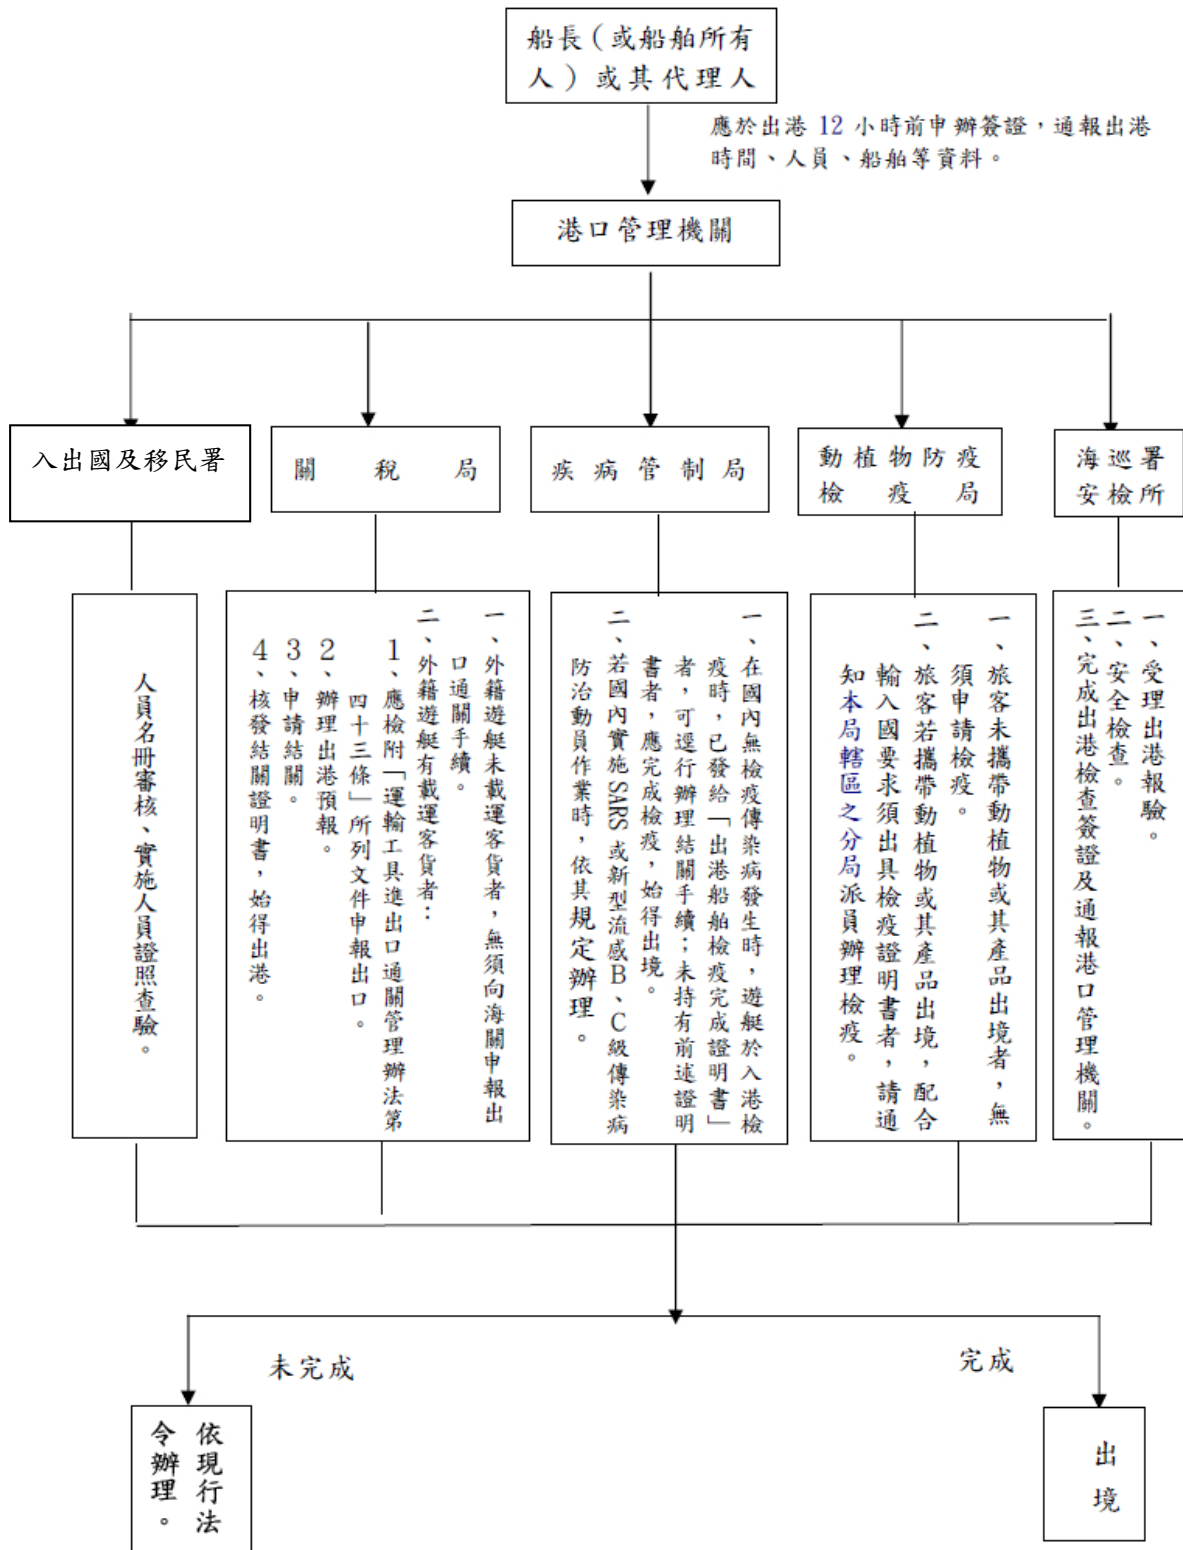 船長（或船舶所有
人）或其代理人
應於出港 12 小時前申辦簽證，通報出港
時間、人員、船舶等資料。
港口管理機關
入出國及移民署
關稅局
疾病管制局
動植物防疫
檢疫局
海巡署
安檢所
人員名冊審核、實施人員證照查驗。
一、外籍遊艇未載運客貨者，無須向海關申報出
口通關手續。
二、外籍遊艇有載運客貨者：
1、應檢附「運輸工具進出口通關管理辦法第
四十三條」所列文件申報出口。
2、辦理出港預報。
3、申請結關。
4、核發結關證明書，始得出港。
一、在國內無檢疫傳染病發生時，遊艇於入港檢
疫時，已發給「出港船舶檢疫完成證明書」
者，可逕行辦理結關手續；未持有前述證明
書者，應完成檢疫，始得出境。
二、若國內實施SARS或新型流感B、C級傳染病
防治動員作業時，依其規定辦理。
一、旅客未攜帶動植物或其產品出境者，無
須申請檢疫。
二、旅客若攜帶動植物或其產品出境，配合
輸入國要求須出具檢疫證明書者，請通
知本局轄區之分局派員辦理檢疫。
一、受理出港報驗。
二、安全檢查。
三、完成出港檢查簽證及通報港口管理機關。
未完成
完成
依現行法
令辦理。
出境